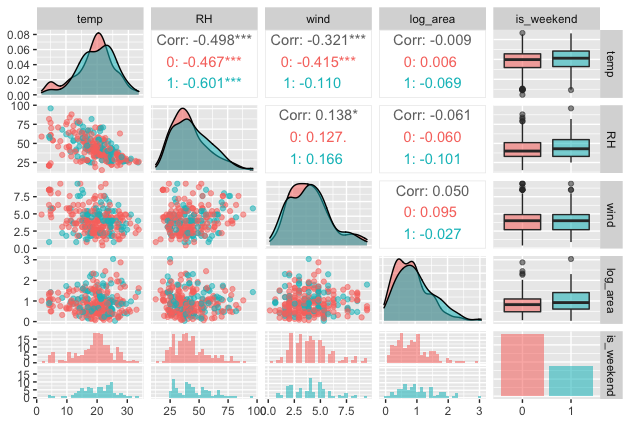 temp RH wind log_area is_weekend
0.08
0.06
0.04
0.02
0.00
Corr: -0.498*** Corr: -0.321*** Corr: -0.009
0: -0.467*** 0: -0.415*** 0: 0.006
1: -0.601*** 1: -0.110 1: -0.069
temp
100
75
50
25
Corr: 0.138* Corr: -0.061
0: 0.127. 0: -0.060
1: 0.166 1: -0.101
RH
7.5
5.0
2.5
0.0
Corr: 0.050
0: 0.095
1: -0.027
wind
3
2
1
0
log_area
15
10
5
0
15
10
5
0
is_weekend
0 10 20 30 25 50 75 100 0.0 2.5 5.0 7.5 0 1 2 3 0 1